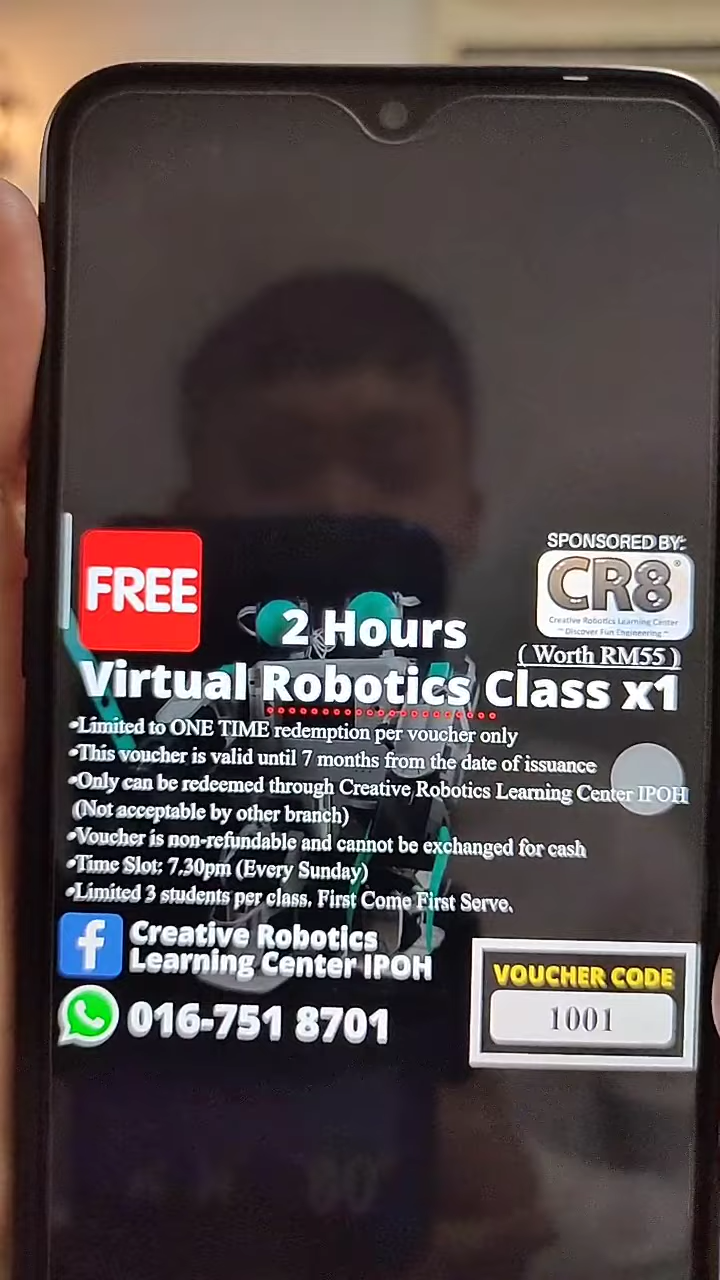 FREE
SPONSORED BY:
CR8®
Creative Robotics Learning Center
~ Discover Fun Engineering ~
2 Hours
( Worth RM55 )
Virtual Robotics Class x1
•Limited to ONE TIME redemption per voucher only
•This voucher is valid until 7 months from the date of issuance
•Only can be redeemed through Creative Robotics Learning Center IPOH
(Not acceptable by other branch)
•Voucher is non-refundable and cannot be exchanged for cash
•Time Slot: 7.30pm (Every Sunday)
•Limited 3 students per class. First Come First Serve.
f Creative Robotics
Learning Center IPOH
016-751 8701
VOUCHER CODE
1001